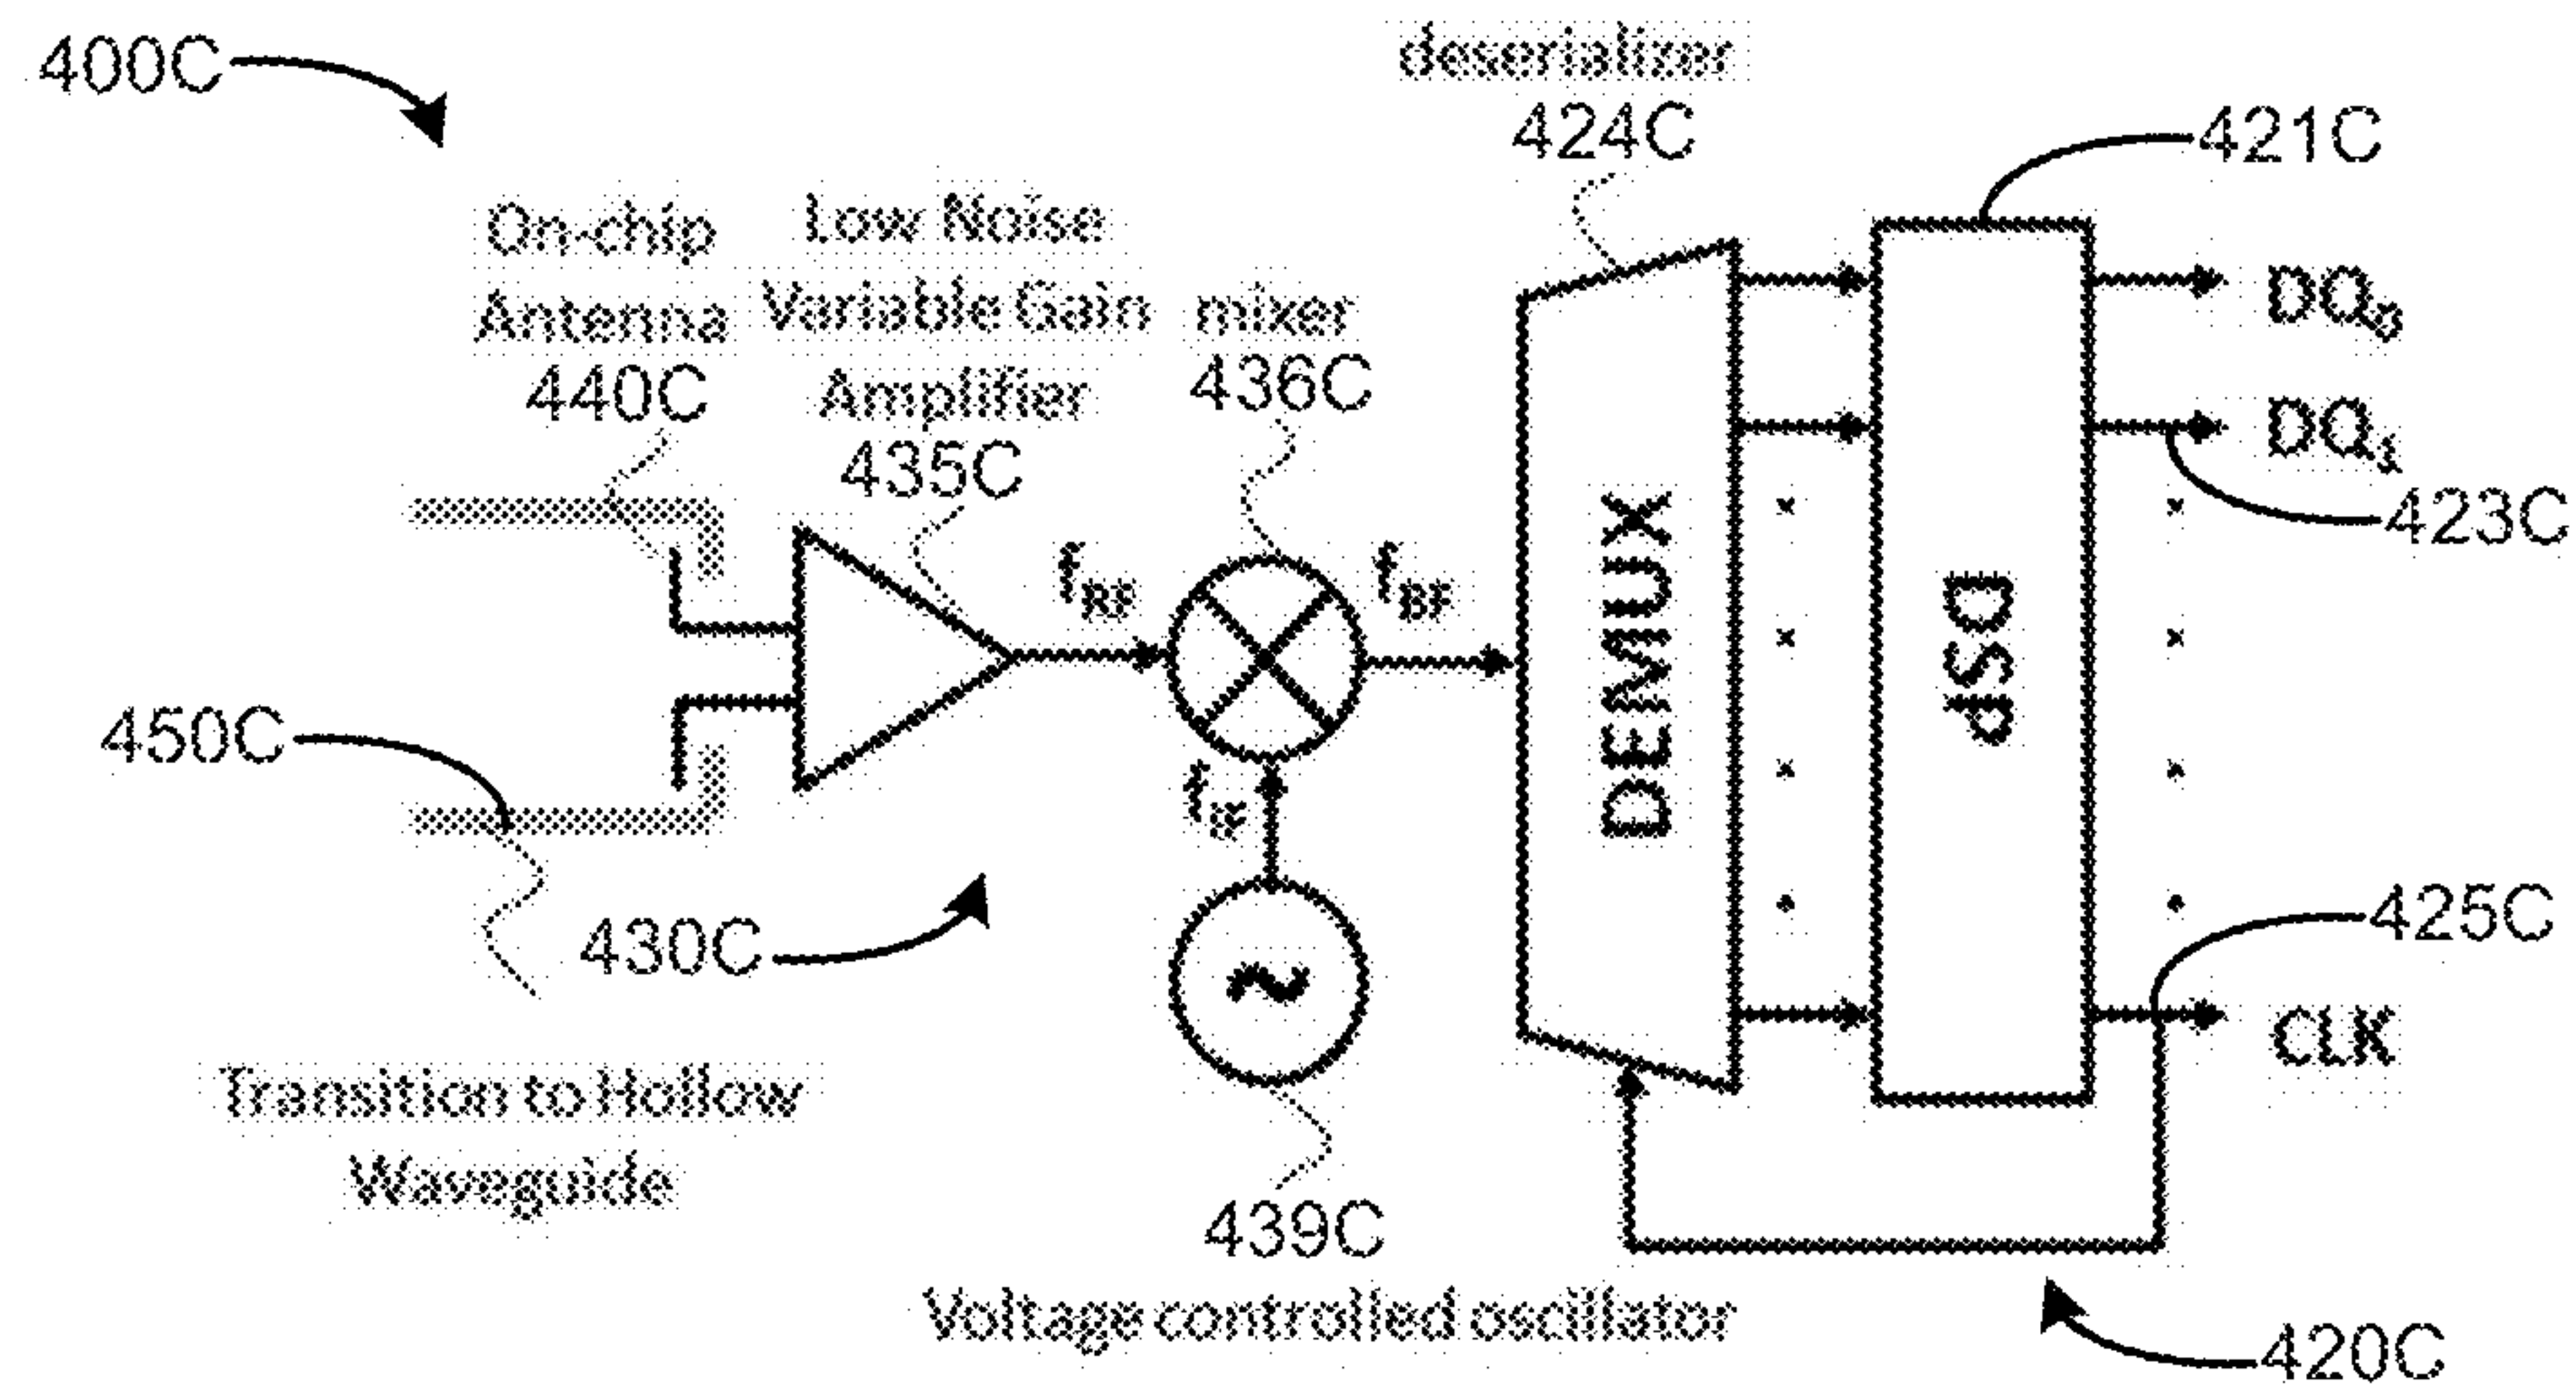 400C
deserializer
424C
421C
On-chip
Antenna
440C
Low Noise
Variable Gain
Amplifier
435C
mixer
436C
DQ0
DQ1
423C
fRF
fBF
fIF
DEMUX
DSP
450C
430C
425C
CLK
Transition to Hollow
Waveguide
439C
Voltage controlled oscillator
420C